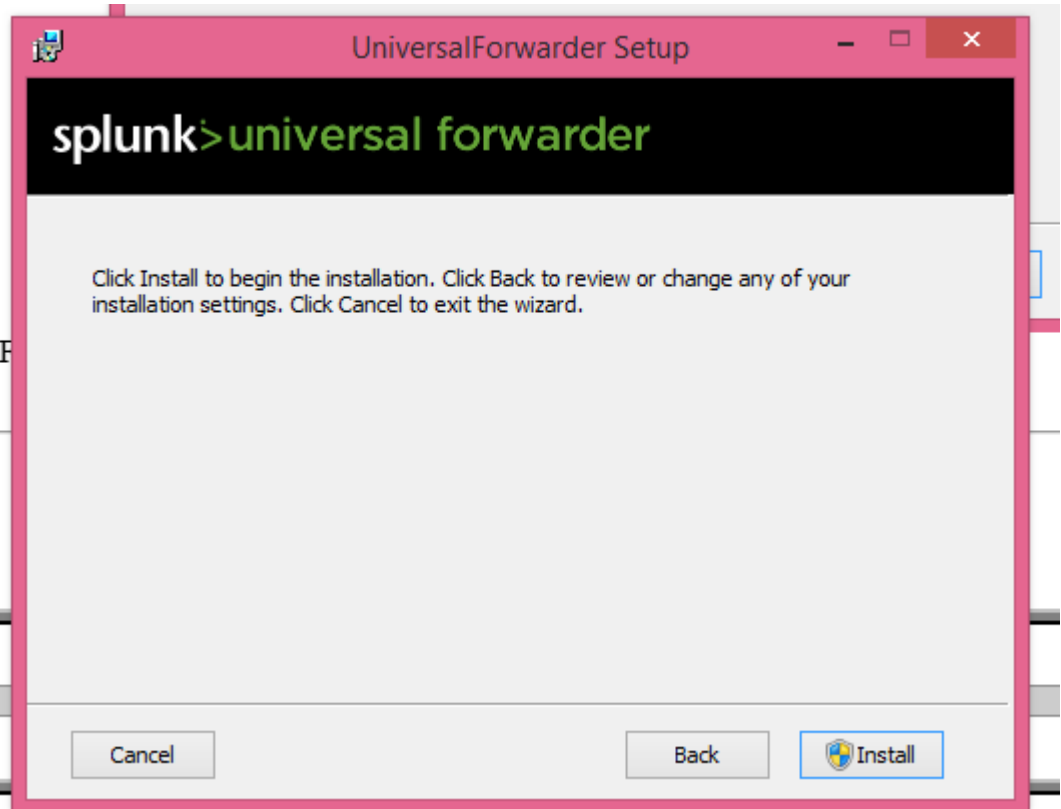 UniversalForwarder Setup
splunk>universal forwarder
Click Install to begin the installation. Click Back to review or change any of your
installation settings. Click Cancel to exit the wizard.
F
Cancel Back Install